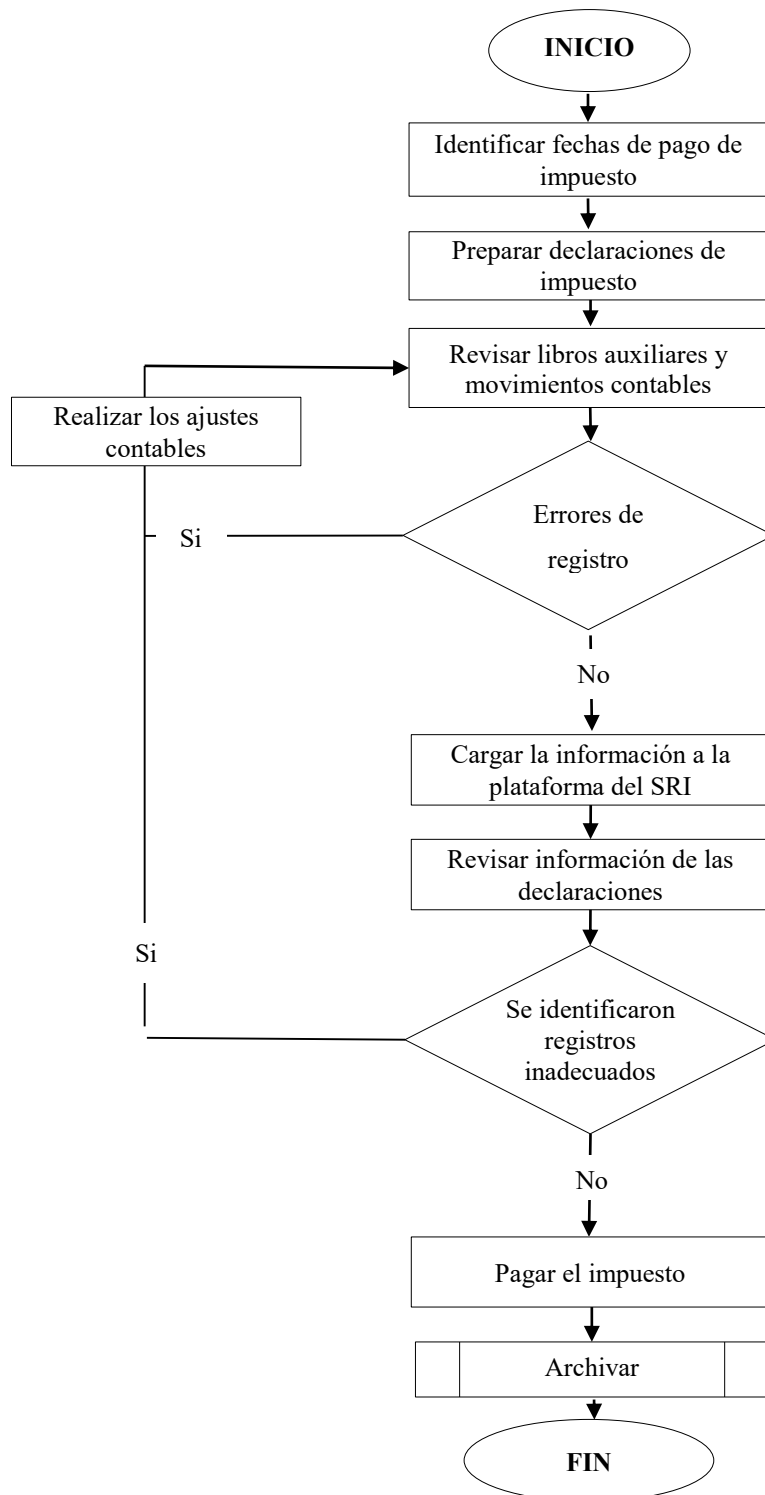 INICIO
Identificar fechas de pago de
impuesto
Preparar declaraciones de
impuesto
Revisar libros auxiliares y
movimientos contables
Realizar los ajustes
contables
Errores de
registro
Si
No
Cargar la información a la
plataforma del SRI
Revisar información de las
declaraciones
Si
Se identificaron
registros
inadecuados
No
Pagar el impuesto
Archivar
FIN